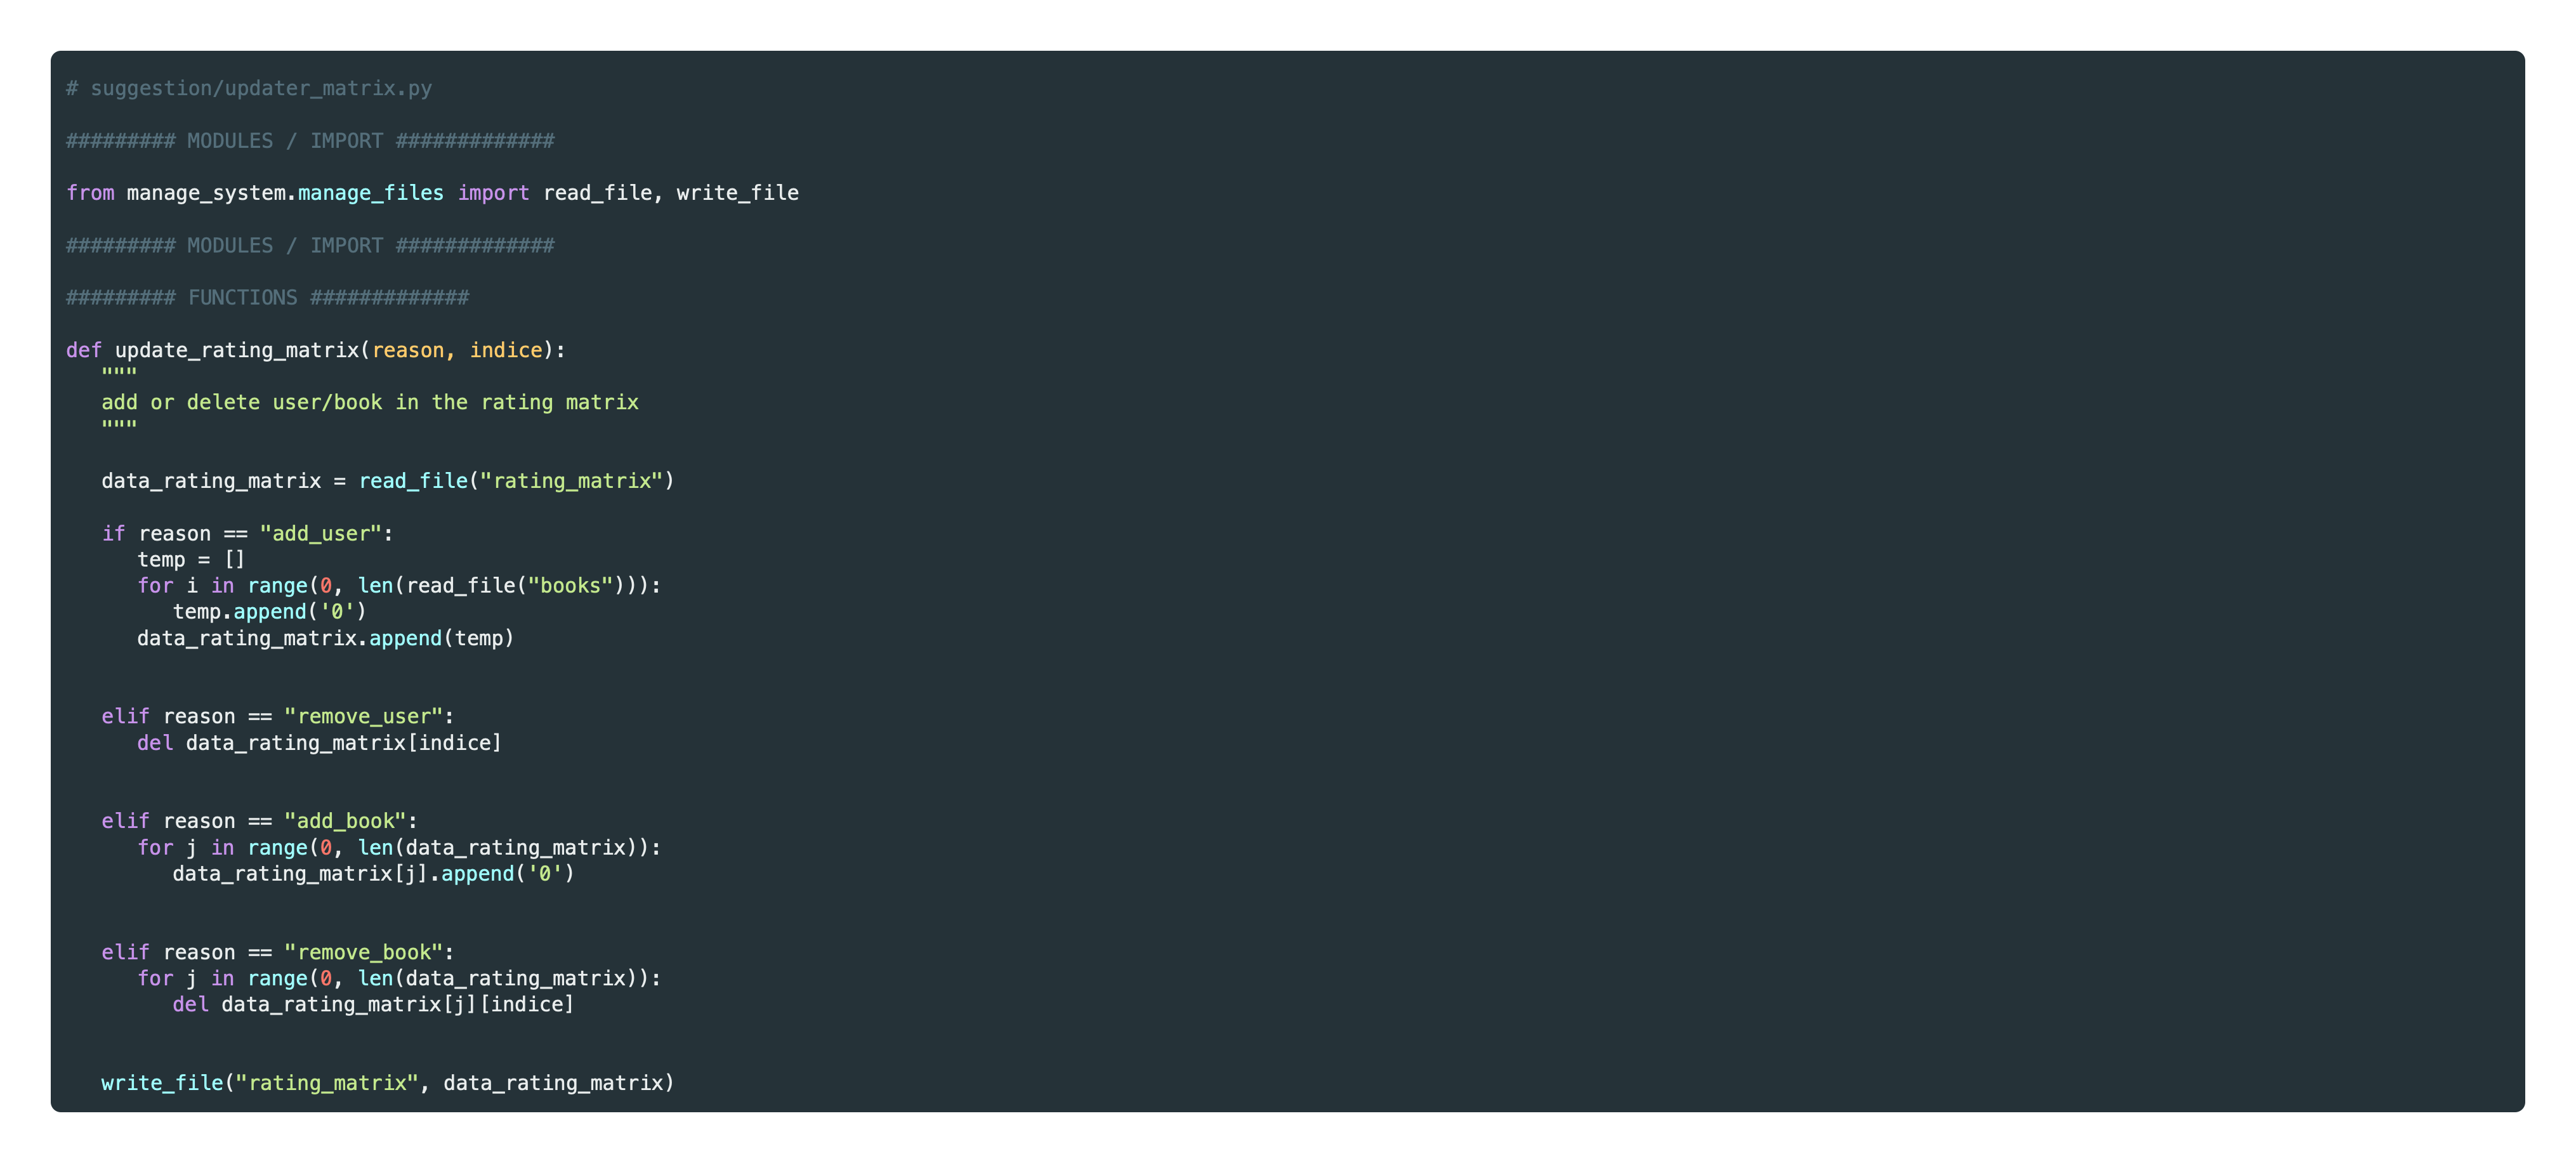 # suggestion/updater_matrix.py
######### MODULES / IMPORT #############
from manage_system.manage_files import read_file, write_file
######### MODULES / IMPORT #############
######### FUNCTIONS #############
def update_rating_matrix(reason, indice):
"""
add or delete user/book in the rating matrix
"""
data_rating_matrix = read_file("rating_matrix")
if reason == "add_user":
temp = []
for i in range(0, len(read_file("books"))):
temp.append('0')
data_rating_matrix.append(temp)
elif reason == "remove_user":
del data_rating_matrix[indice]
elif reason == "add_book":
for j in range(0, len(data_rating_matrix)):
data_rating_matrix[j].append('0')
elif reason == "remove_book":
for j in range(0, len(data_rating_matrix)):
del data_rating_matrix[j][indice]
write_file("rating_matrix", data_rating_matrix)